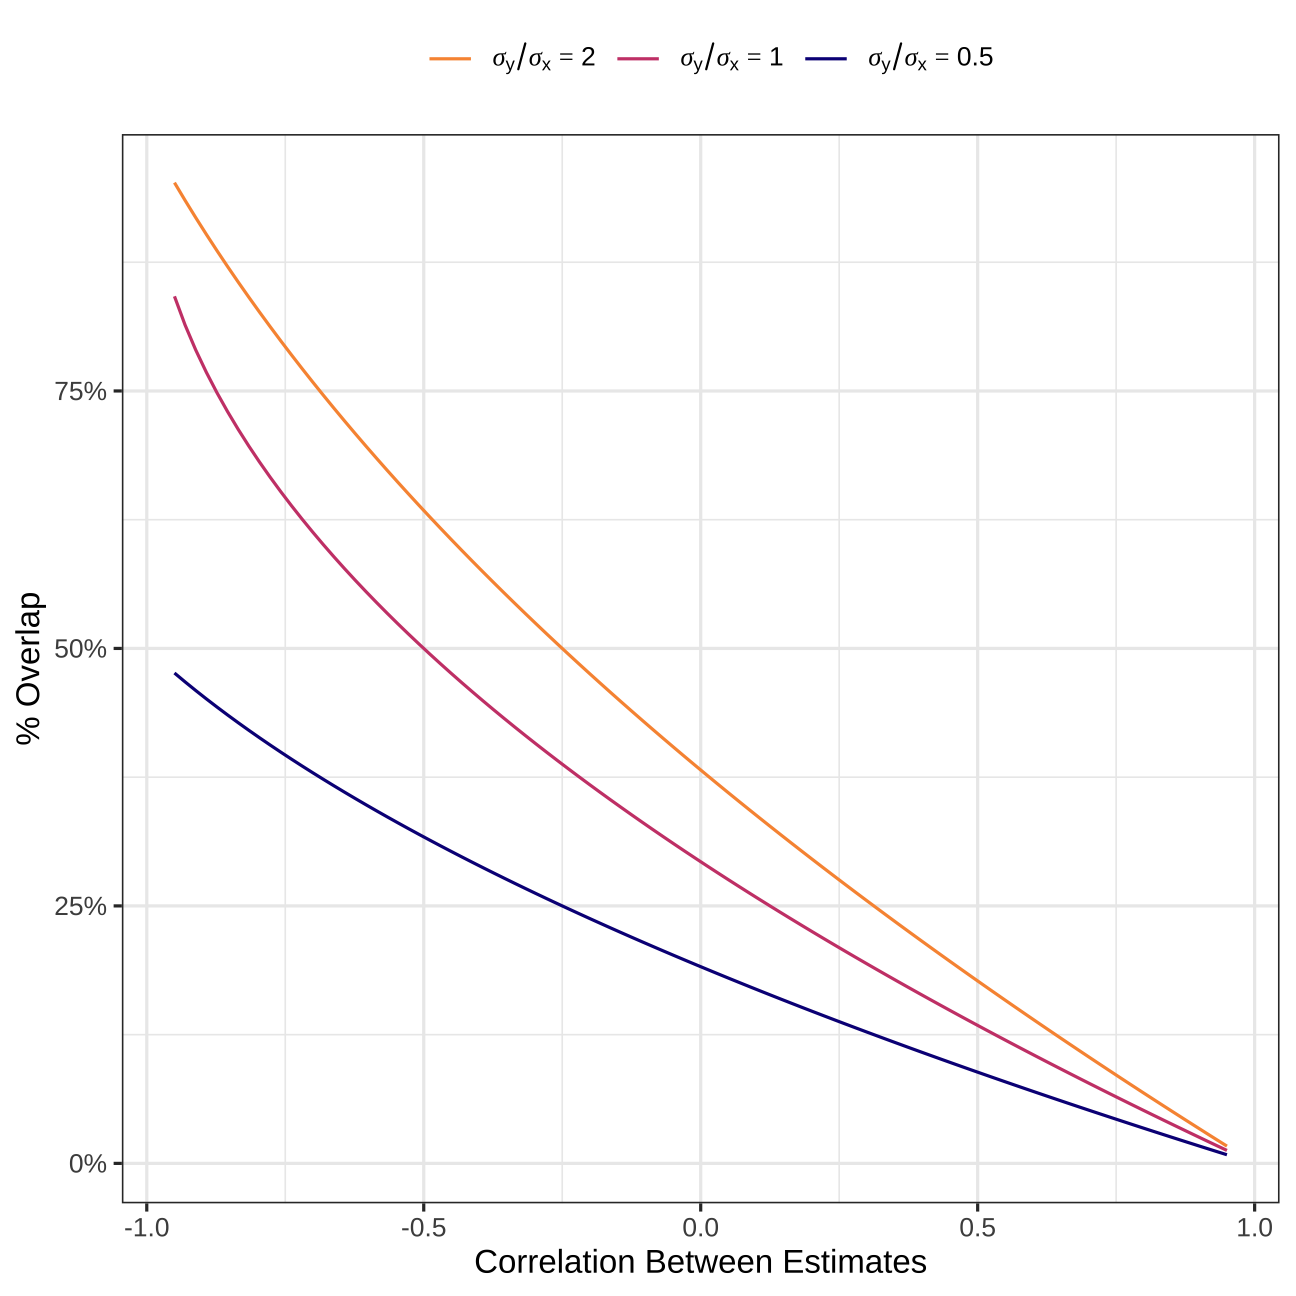 σy/σx = 2 σy/σx = 1 σy/σx = 0.5
% Overlap
75%
50%
25%
0%
-1.0 -0.5 0.0 0.5 1.0
Correlation Between Estimates